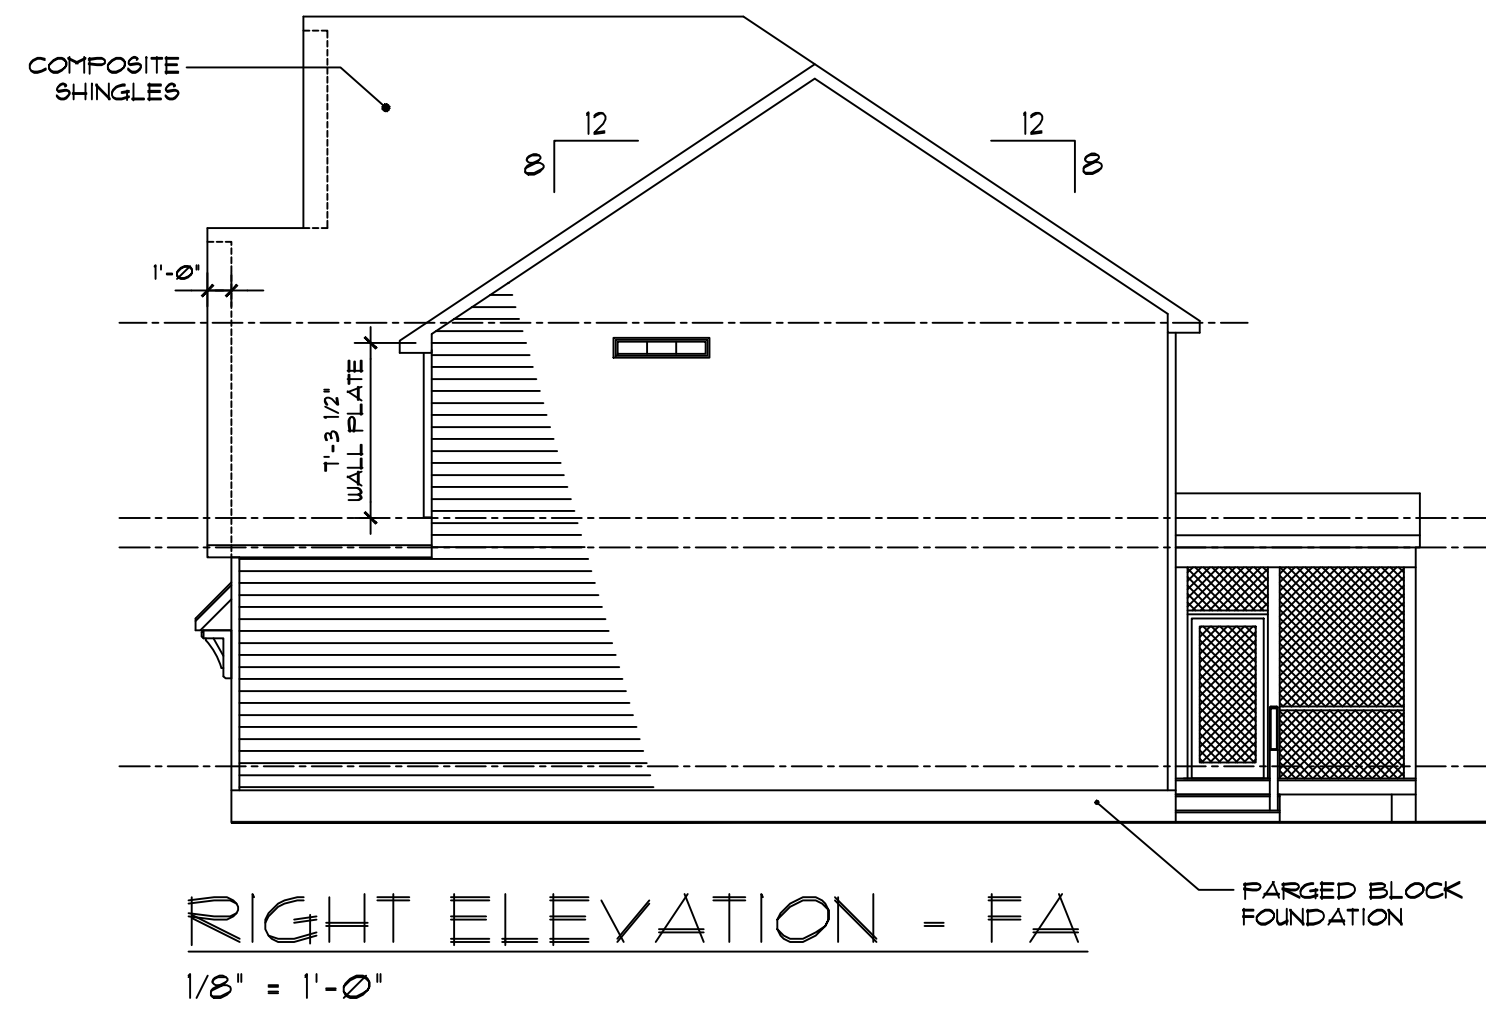 COMPOSITE
SHINGLES
12
8
12
8
1'-0"
7'-3 1/2"
WALL PLATE
PARGED BLOCK
FOUNDATION
RIGHT ELEVATION - FA
1/8" = 1'-0"